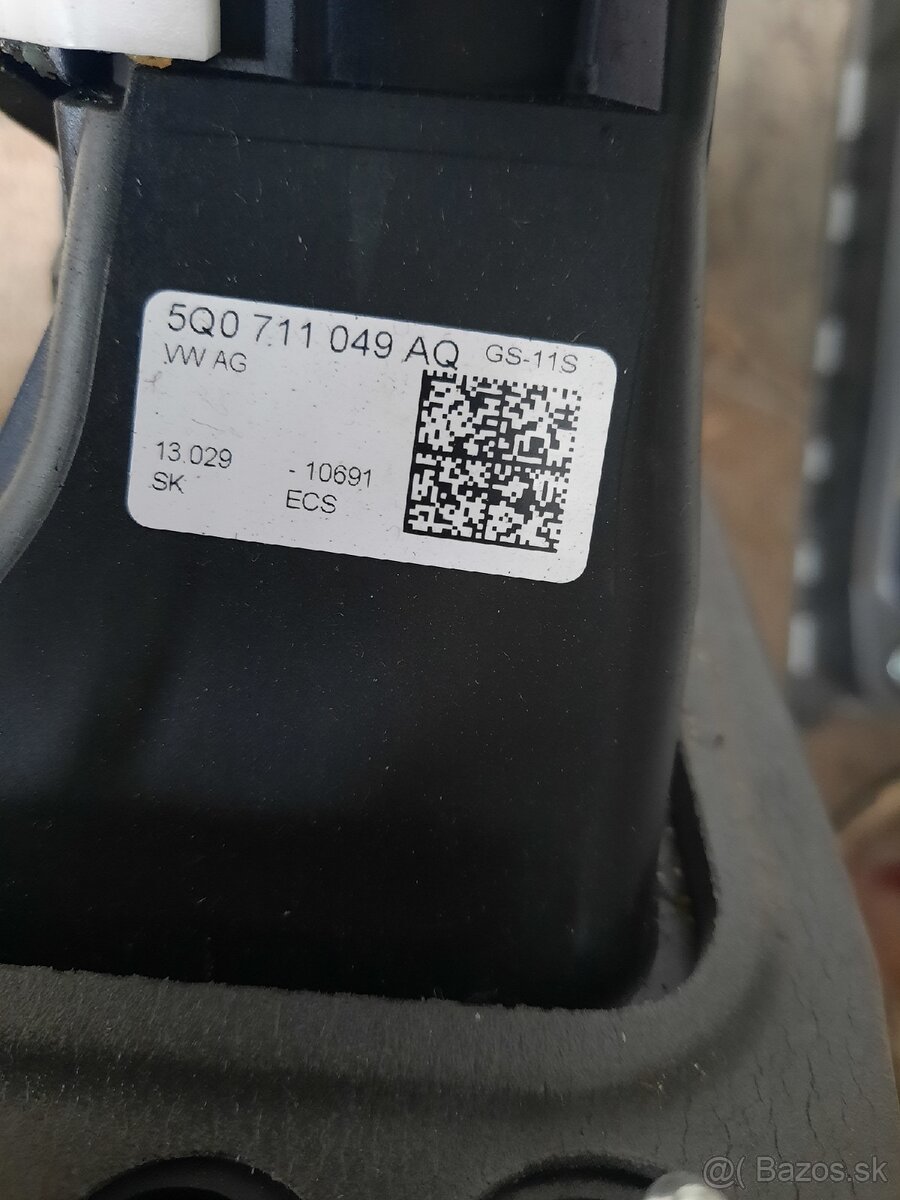 5Q0 711 049 AQ GS-11S
VW AG
13.029 - 10691
SK ECS
@( Bazos.sk